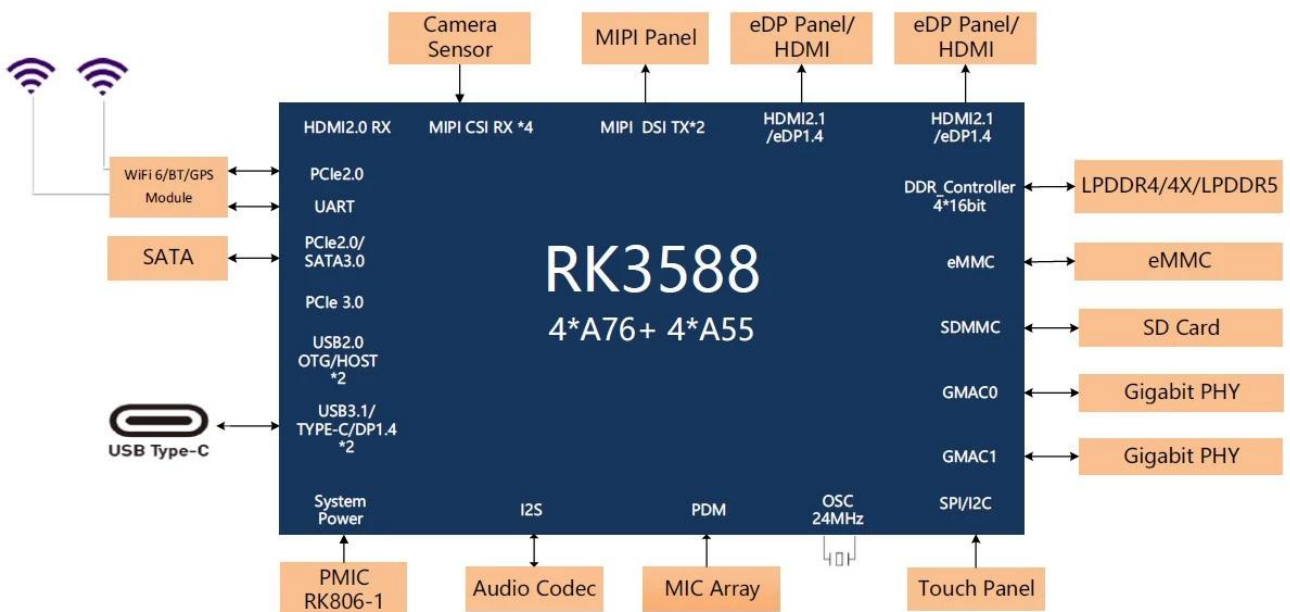 Camera
Sensor
MIPI Panel
eDP Panel/
HDMI
eDP Panel/
HDMI
HDMI2.0 RX
MIPI CSI RX *4
MIPI DSI TX*2
HDMI2.1
/eDP1.4
HDMI2.1
/eDP1.4
WiFi 6/BT/GPS
Module
PCIe2.0
UART
DDR_Controller
4*16bit
LPDDR4/4X/LPDDR5
SATA
PCIe2.0/
SATA3.0
eMMC
eMMC
RK3588
4*A76+ 4*A55
PCIe 3.0
SDMMC
SD Card
USB2.0
OTG/HOST
*2
GMAC0
Gigabit PHY
USB Type-C
USB3.1/
TYPE-C/DP1.4
*2
GMAC1
Gigabit PHY
System
Power
I2S
PDM
OSC
24MHz
SPI/I2C
PMIC
RK806-1
Audio Codec
MIC Array
Touch Panel